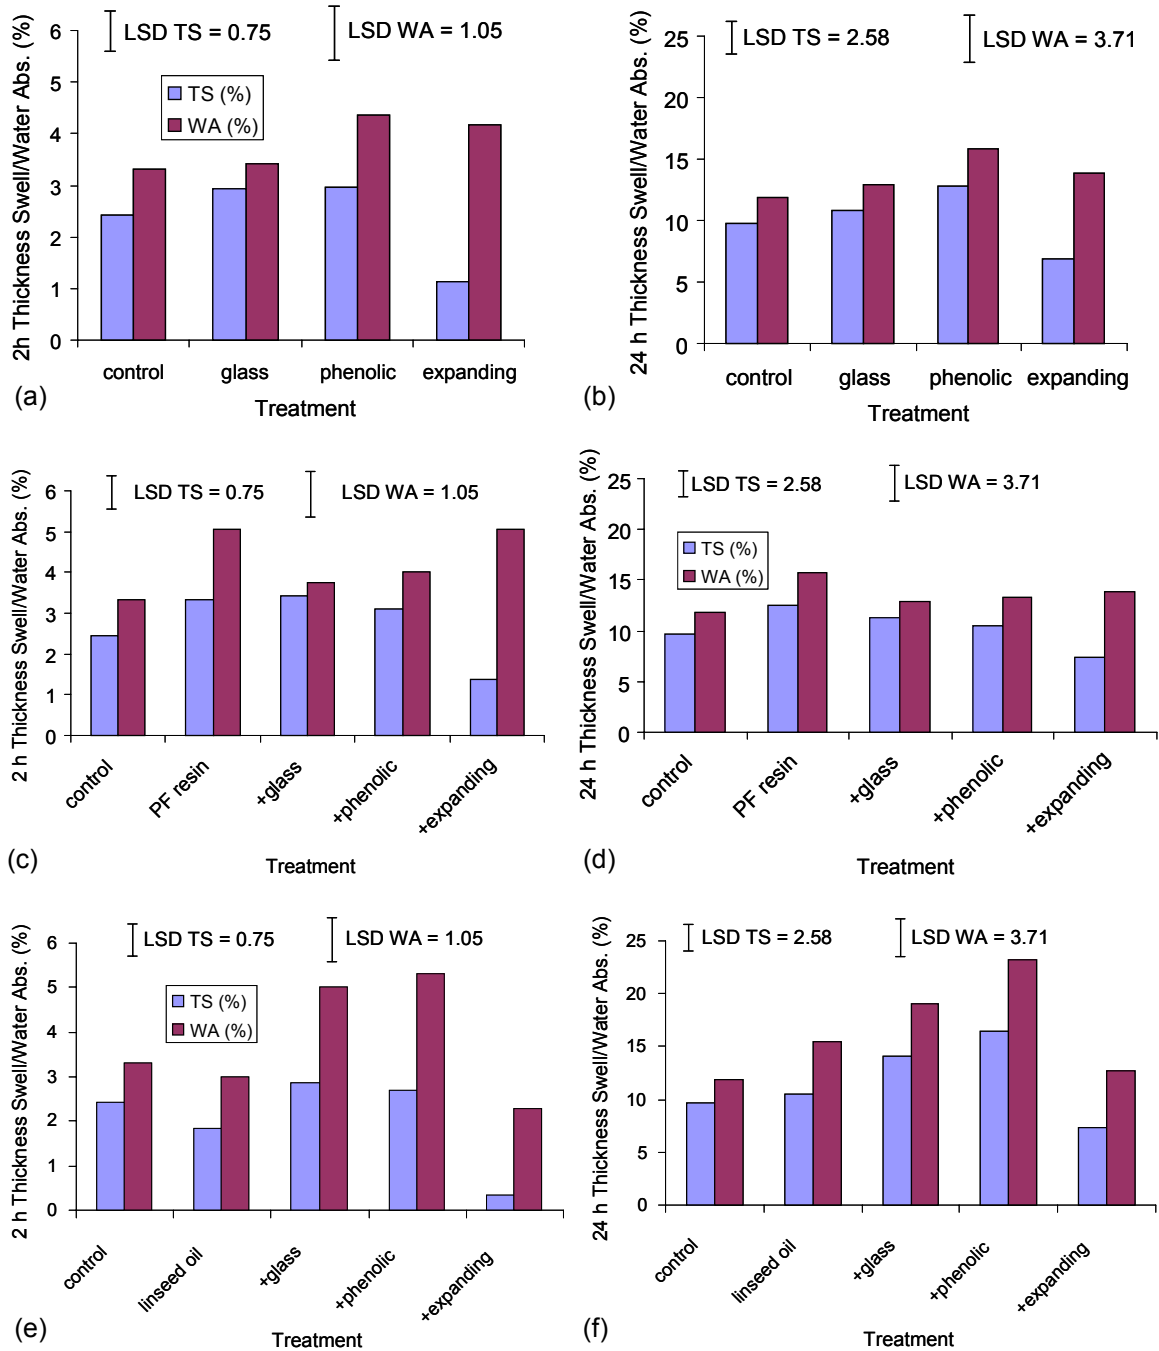 LSD TS = 0.75
LSD WA = 1.05
TS (%)
WA (%)
2h Thickness Swell/Water Abs. (%)
6
5
4
3
2
1
0
control glass phenolic expanding
Treatment
(a)
LSD TS = 2.58
LSD WA = 3.71
24 h Thickness Swell/Water Abs. (%)
25
20
15
10
5
0
control glass phenolic expanding
Treatment
(b)
LSD TS = 0.75
LSD WA = 1.05
2 h Thickness Swell/Water Abs. (%)
6
5
4
3
2
1
0
control PF resin +glass +phenolic +expanding
Treatment
(c)
LSD TS = 2.58
LSD WA = 3.71
TS (%)
WA (%)
24 h Thickness Swell/Water Abs. (%)
25
20
15
10
5
0
control PF resin +glass +phenolic +expanding
Treatment
(d)
LSD TS = 0.75
LSD WA = 1.05
TS (%)
WA (%)
2 h Thickness Swell/Water Abs. (%)
6
5
4
3
2
1
0
control linseed oil +glass +phenolic +expanding
Treatment
(e)
LSD TS = 2.58
LSD WA = 3.71
24 h Thickness Swell/Water Abs. (%)
25
20
15
10
5
0
control linseed oil +glass +phenolic +expanding
Treatment
(f)